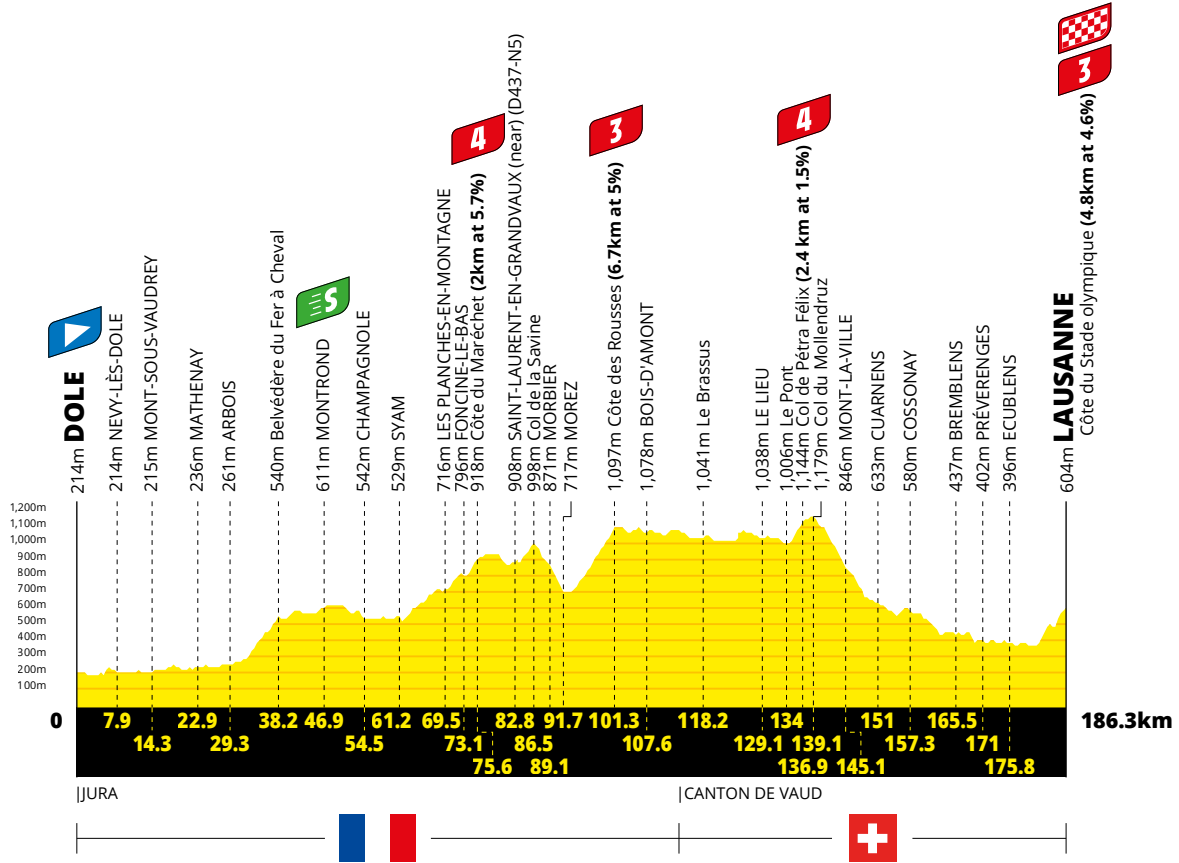 214m DOLE
214m NEVY-LÈS-DOLE
215m MONT-SOUS-VAUDREY
236m MATHENAY
261m ARBOIS
540m Belvédère du Fer à Cheval
S
611m MONTROND
542m CHAMPAGNOLE
529m SYAM
716m LES PLANCHES-EN-MONTAGNE
796m FONCINE-LE-BAS
4
918m Côte du Maréchet (2km at 5.7%)
908m SAINT-LAURENT-EN-GRANDVAUX (near) (D437-N5)
998m Col de la Savine
871m MORBIER
717m MOREZ
3
1,097m Côte des Rousses (6.7km at 5%)
1,078m BOIS-D'AMONT
1,041m Le Brassus
1,038m LE LIEU
1,006m Le Pont
4
1,144m Col de Pétra Félix (2.4 km at 1.5%)
1,179m Col du Mollendruz
846m MONT-LA-VILLE
633m CUARNENS
580m COSSONAY
437m BREMBLENS
402m PRÉVERENGES
396m ECUBLENS
3
604m LAUSANNE
Côte du Stade olympique (4.8km at 4.6%)
1,200m
1,100m
1,000m
900m
800m
700m
600m
500m
400m
300m
200m
100m
0 7.9 22.9 38.2 46.9 61.2 69.5 82.8 91.7 101.3 118.2 134 151 165.5 186.3km
14.3 29.3 54.5 73.1 86.5 107.6 129.1 139.1 157.3 171
75.6 89.1 136.9 145.1 175.8
|JURA |CANTON DE VAUD